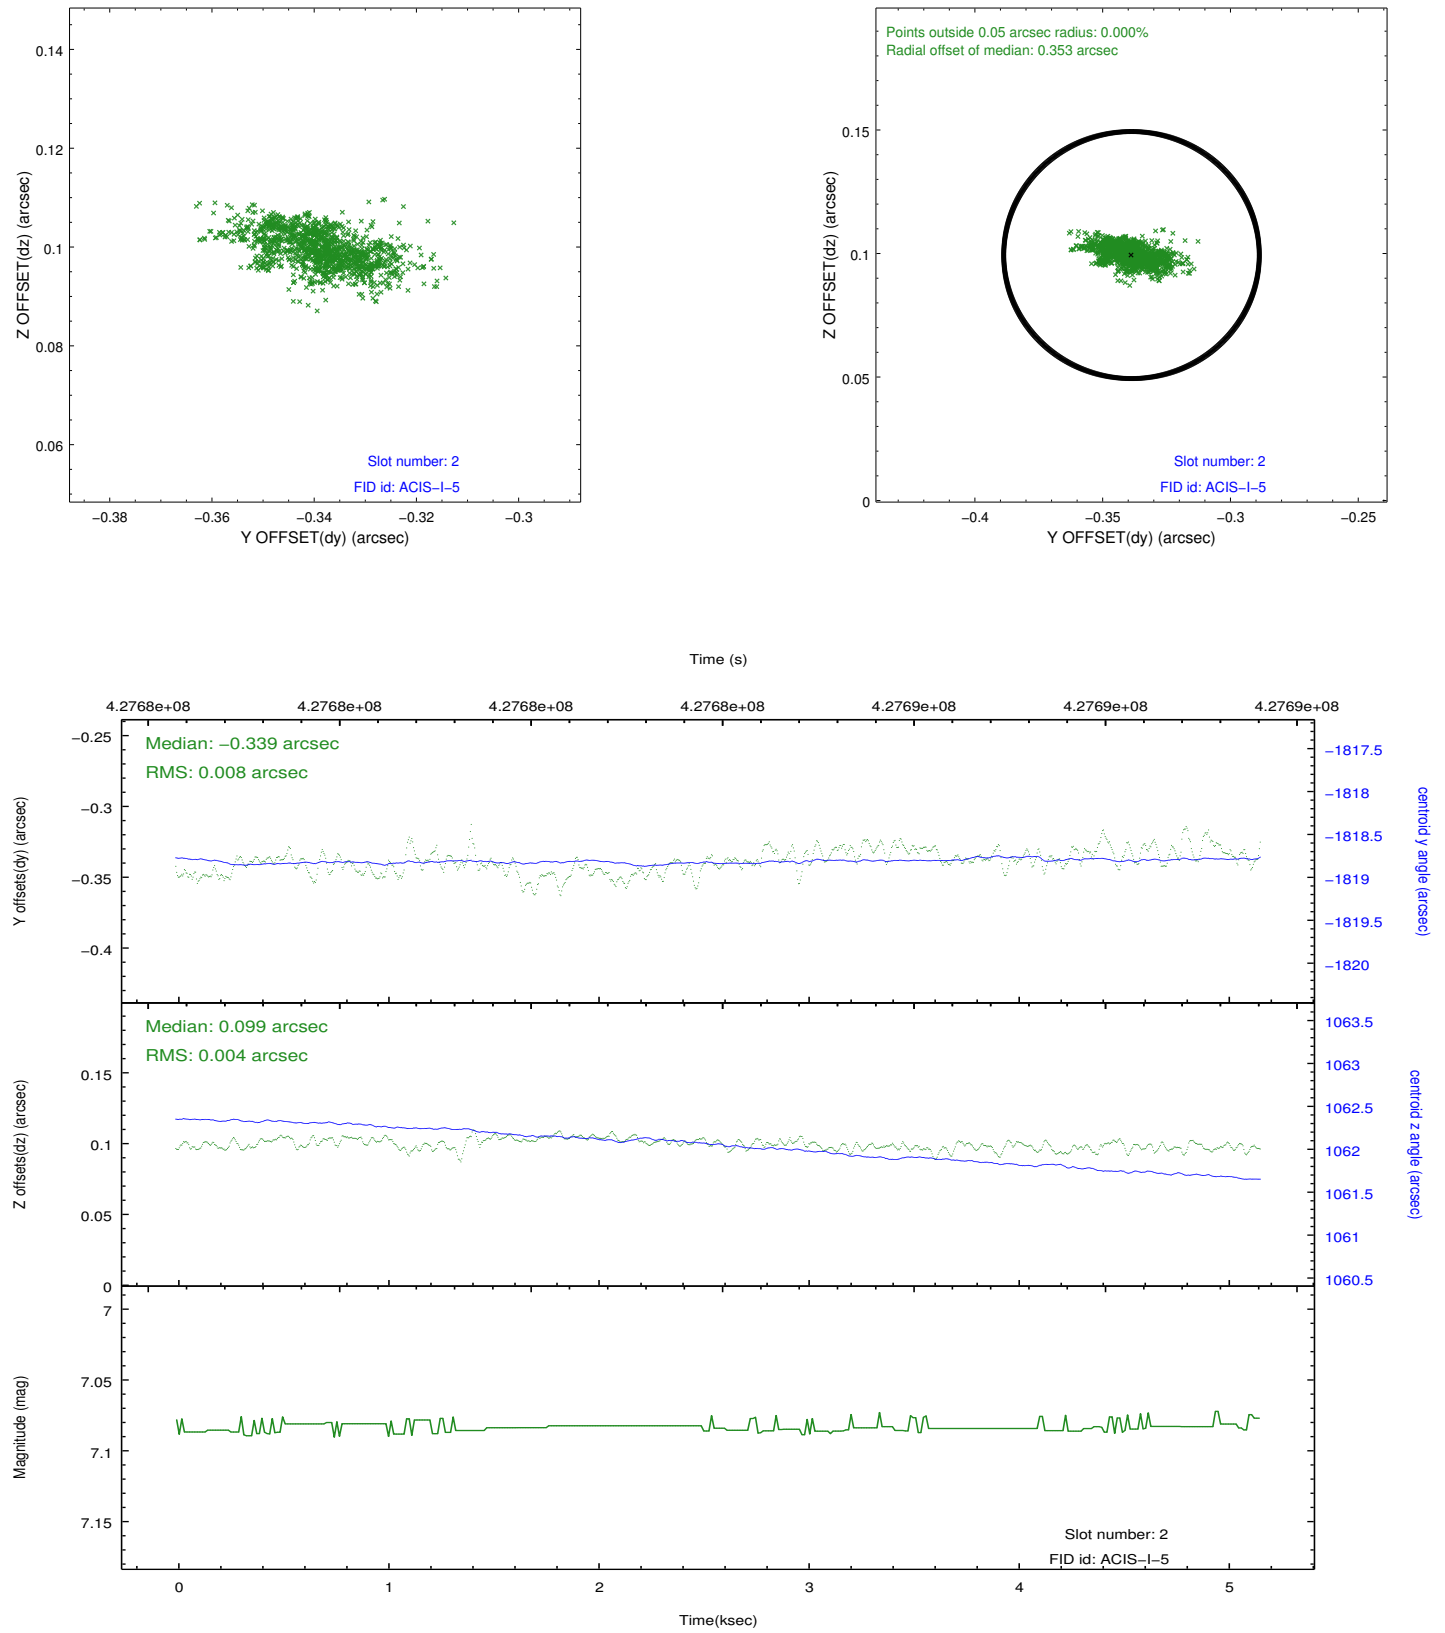 0.14
0.12
0.1
0.08
0.06
Z OFFSET(dz) (arcsec)
Slot number: 2
FID id: ACIS−I−5
−0.38 −0.36 −0.34 −0.32 −0.3
Y OFFSET(dy) (arcsec)
Points outside 0.05 arcsec radius: 0.000%
Radial offset of median: 0.353 arcsec
0.15
0.1
0.05
0
Z OFFSET(dz) (arcsec)
Slot number: 2
FID id: ACIS−I−5
−0.4 −0.35 −0.3 −0.25
Y OFFSET(dy) (arcsec)
Time (s)
4.2768e+08 4.2768e+08 4.2768e+08 4.2768e+08 4.2769e+08 4.2769e+08 4.2769e+08
Median: −0.339 arcsec
RMS: 0.008 arcsec
−0.25
−0.3
−0.35
−0.4
Y offsets(dy) (arcsec)
−1817.5
−1818
−1818.5
−1819
−1819.5
−1820
centroid y angle (arcsec)
Median: 0.099 arcsec
RMS: 0.004 arcsec
0.15
0.1
0.05
0
Z offsets(dz) (arcsec)
1063.5
1063
1062.5
1062
1061.5
1061
1060.5
centroid z angle (arcsec)
7
7.05
7.1
7.15
Magnitude (mag)
Slot number: 2
FID id: ACIS−I−5
0 1 2 3 4 5
Time(ksec)